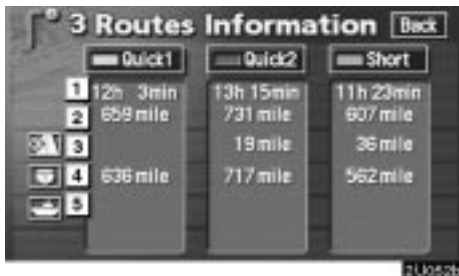 3 Routes Information Back
Quick1 Quick2 Short
1 12h 3min 13h 15min 11h 23min
2 659 mile 731 mile 607 mile
3 19 mile 36 mile
4 636 mile 717 mile 562 mile
5